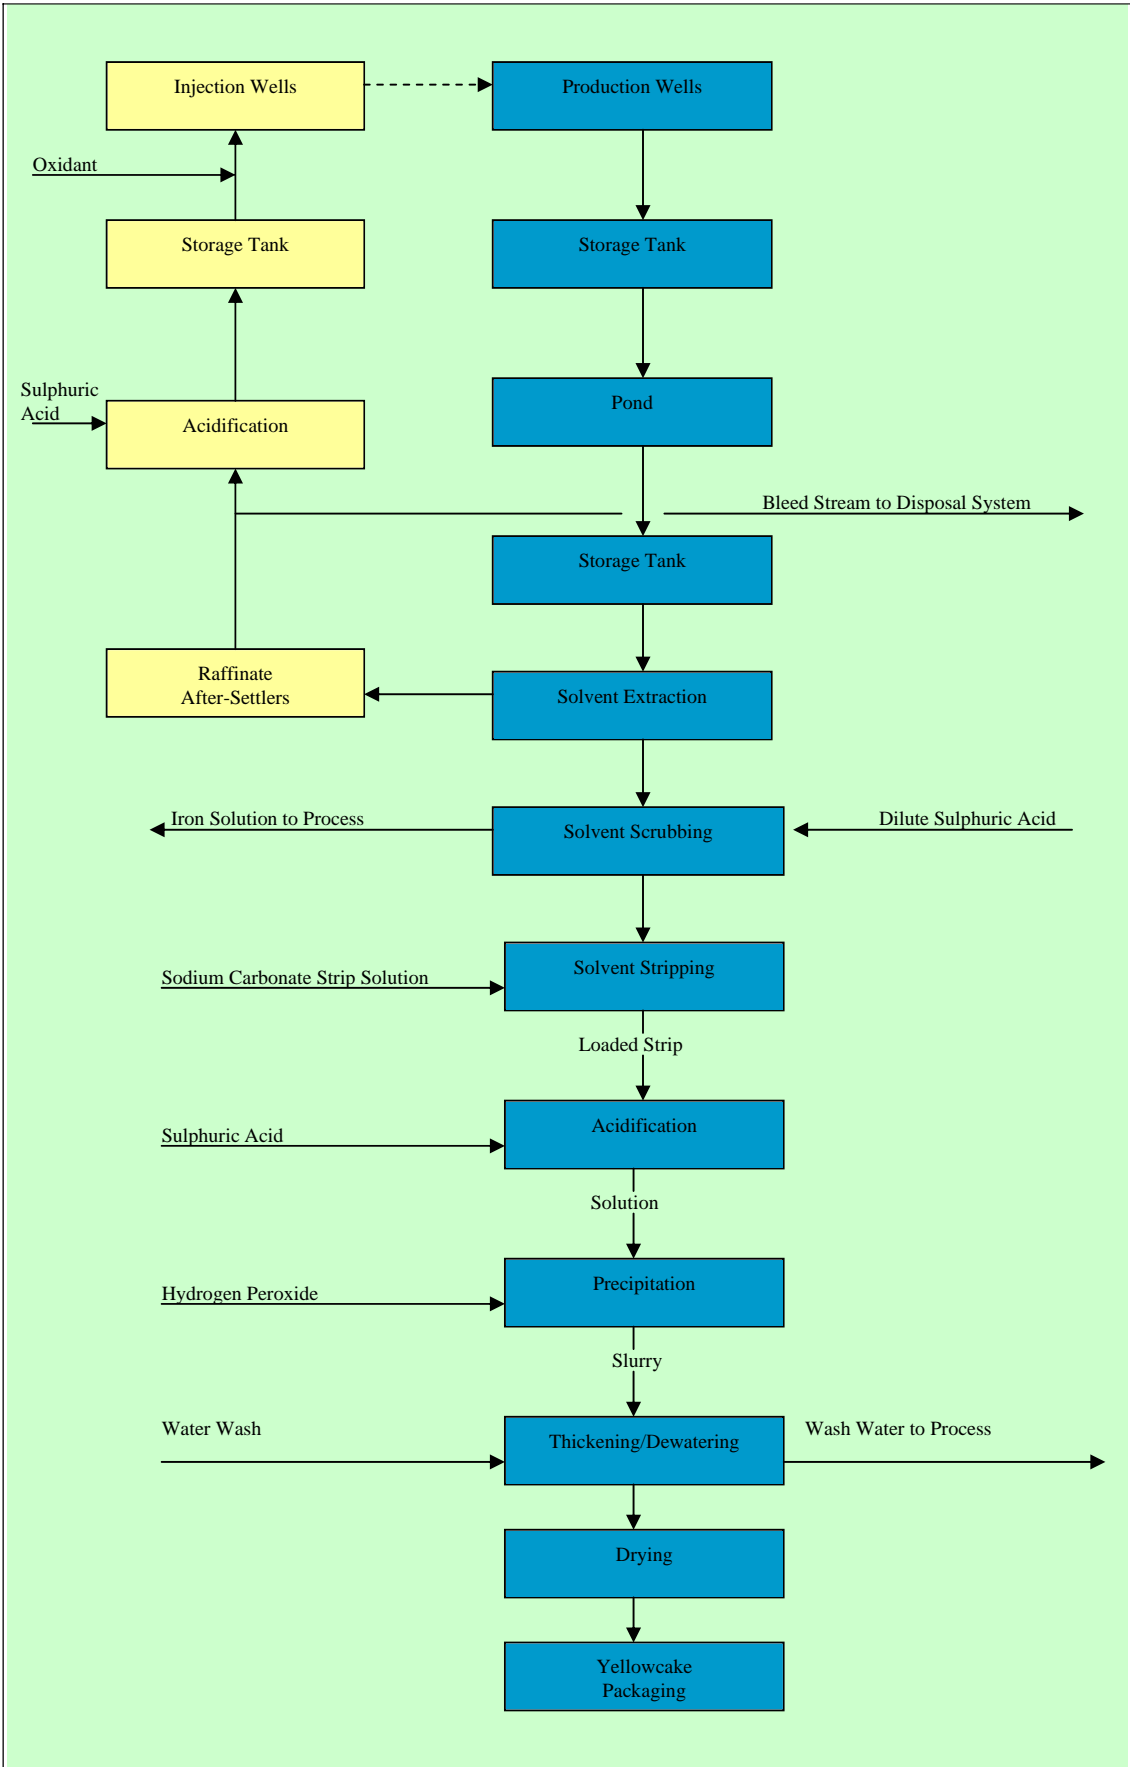 Injection Wells
Production Wells
Oxidant
Storage Tank
Storage Tank
Sulphuric
Acid
Acidification
Pond
Bleed Stream to Disposal System
Storage Tank
Raffinate
After-Settlers
Solvent Extraction
Iron Solution to Process
Solvent Scrubbing
Dilute Sulphuric Acid
Sodium Carbonate Strip Solution
Solvent Stripping
Loaded Strip
Sulphuric Acid
Acidification
Solution
Hydrogen Peroxide
Precipitation
Slurry
Water Wash
Thickening/Dewatering
Wash Water to Process
Drying
Yellowcake
Packaging